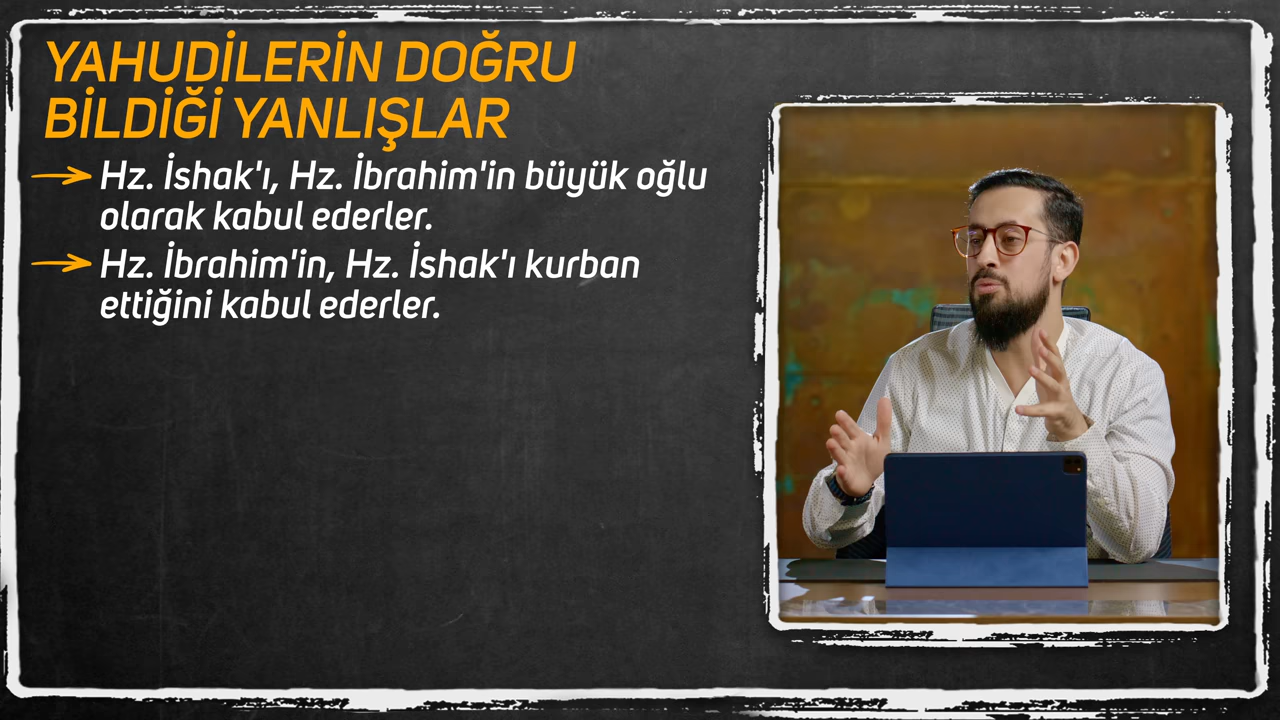 YAHUDİLERİN DOĞRU
BİLDİĞİ YANLIŞLAR
Hz. İshak'ı, Hz. İbrahim'in büyük oğlu
olarak kabul ederler.
Hz. İbrahim'in, Hz. İshak'ı kurban
ettiğini kabul ederler.